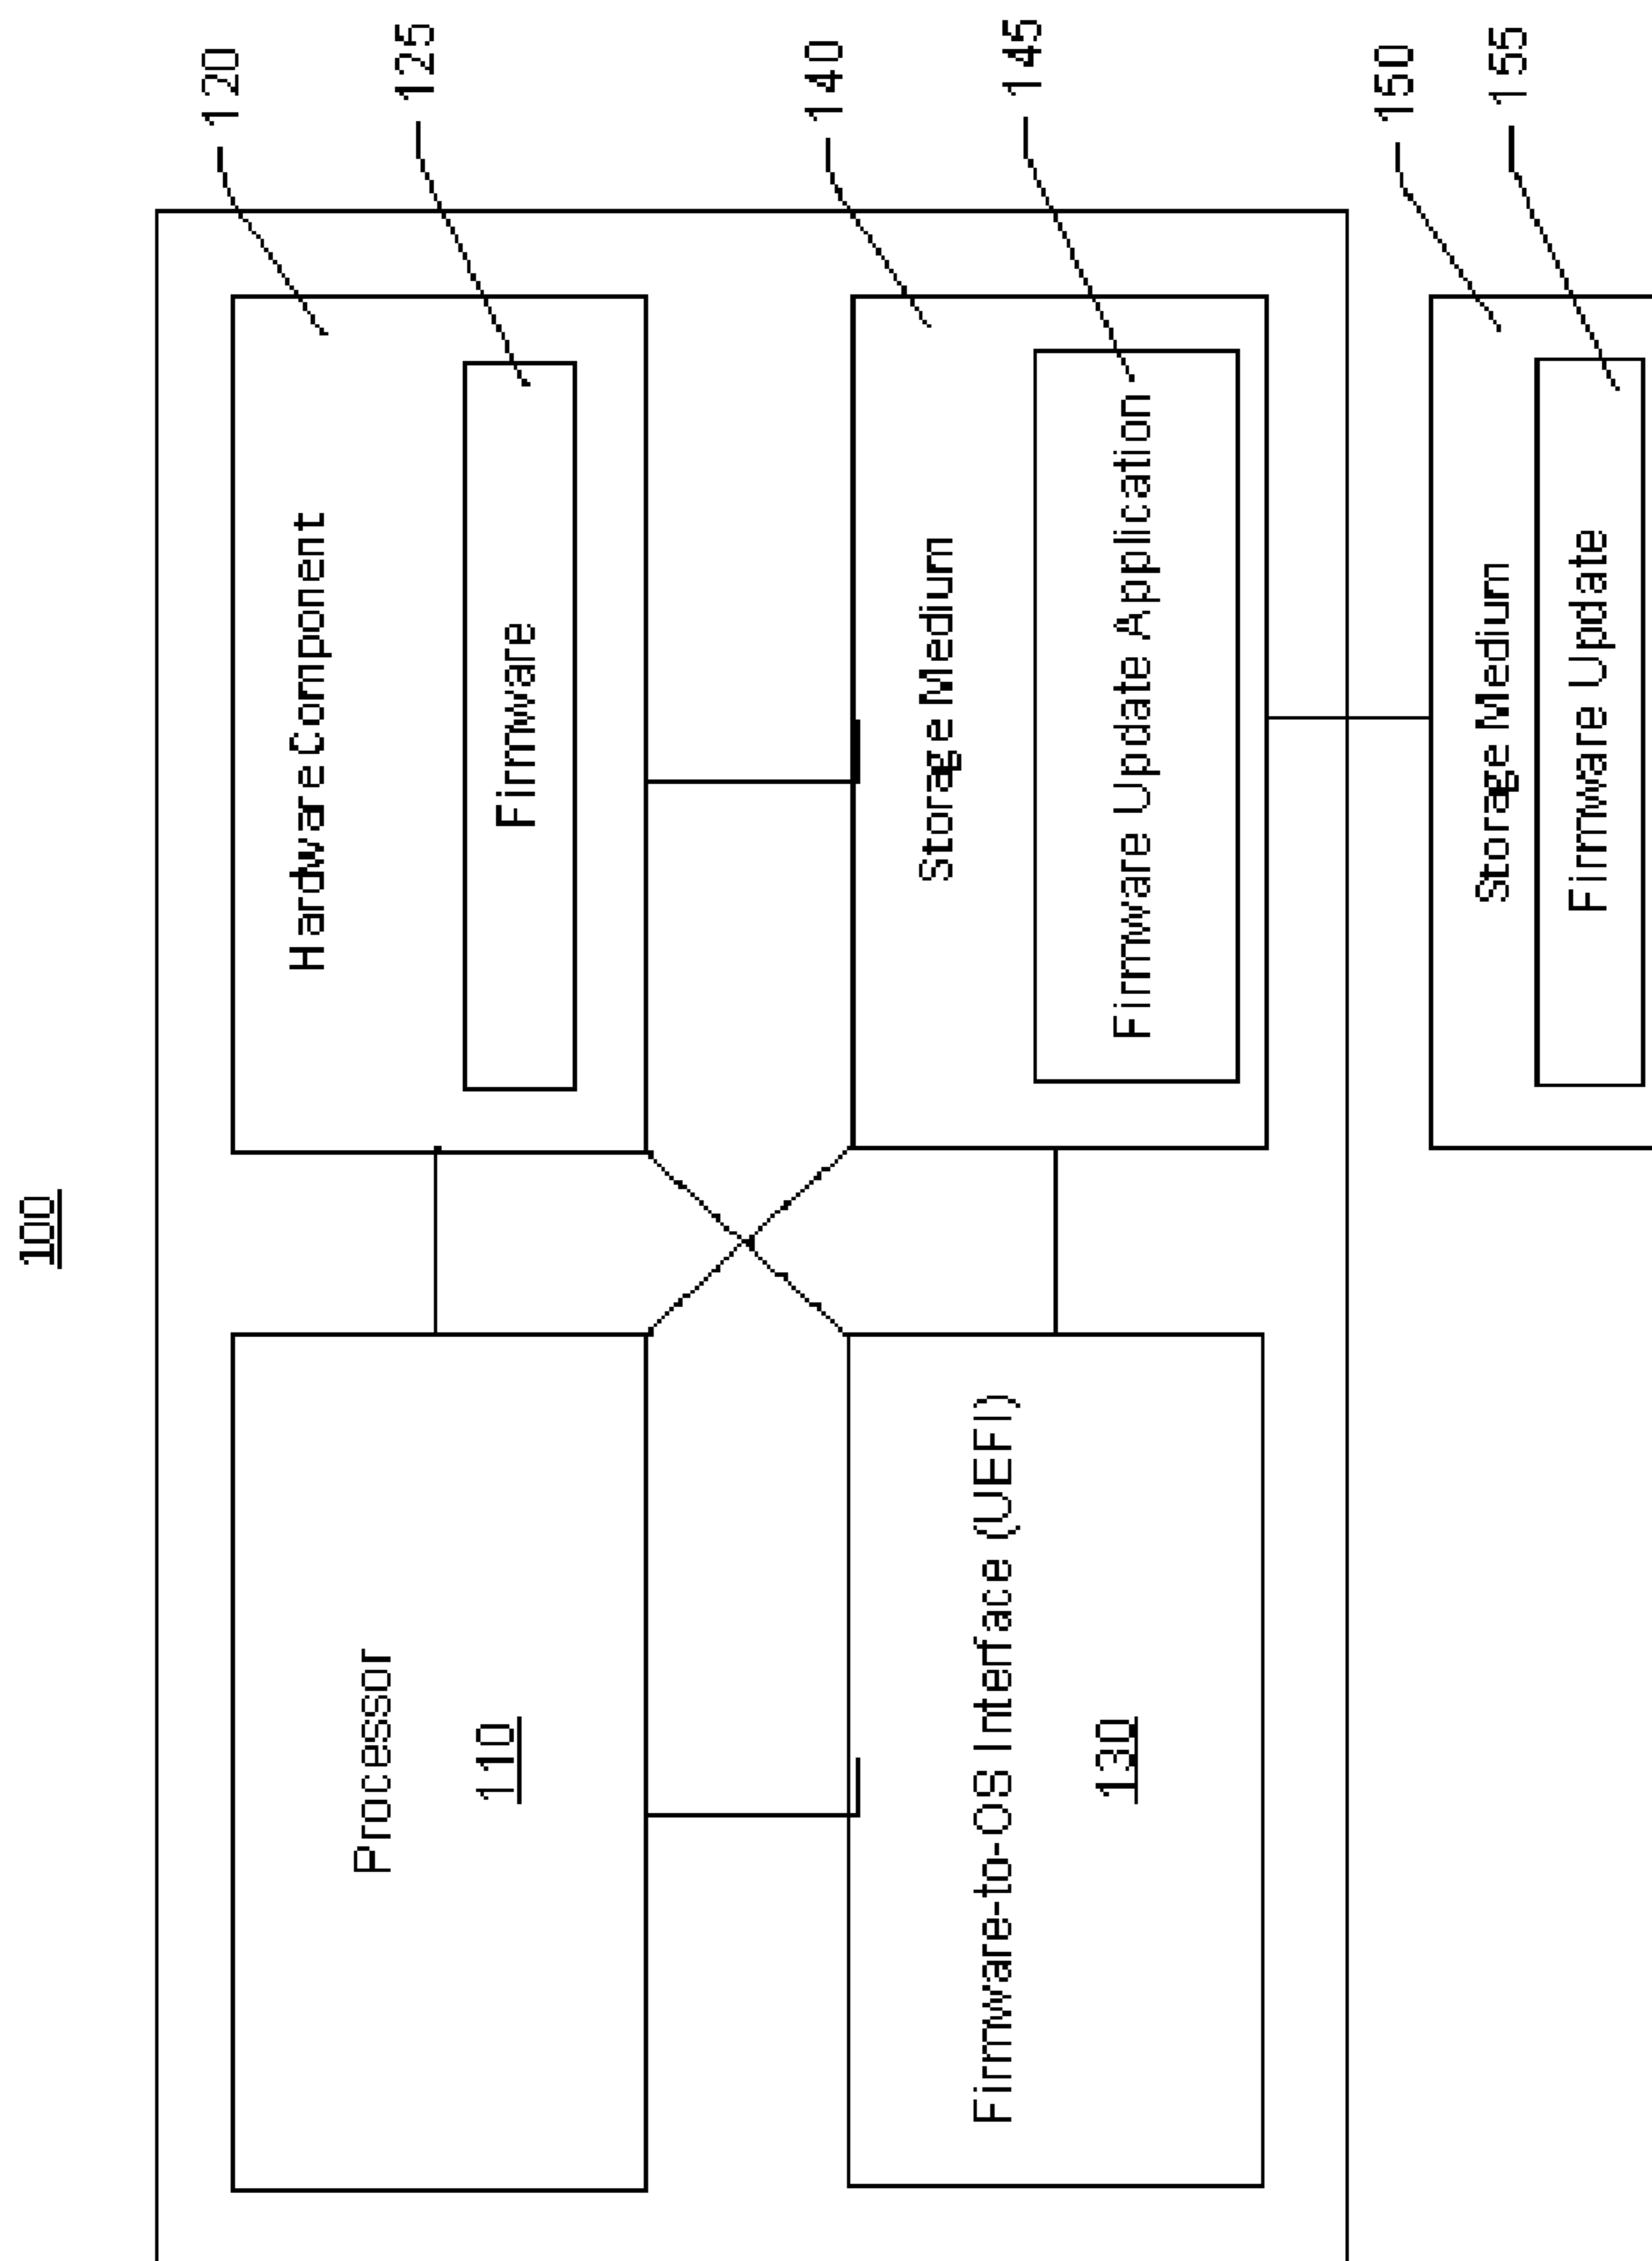 100
Processor
110
Hardware Component
120
Firmware
125
Firmware-to-OS Interface (UEFI)
130
Storage Medium
140
Firmware Update Application
145
Storage Medium
150
Firmware Update
155